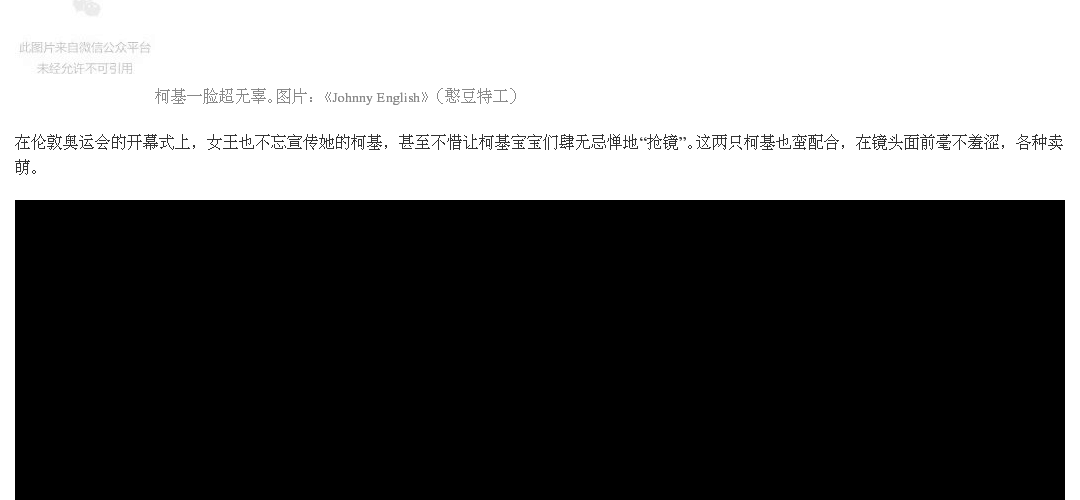 此图片来自微信公众平台
未经允许不可引用
柯基一脸超无辜。图片：《Johnny English》（憨豆特工）
在伦敦奥运会的开幕式上，女王也不忘宣传她的柯基，甚至不惜让柯基宝宝们肆无忌惮地“抢镜”。这两只柯基也蛮配合，在镜头面前毫不羞涩，各种卖
萌。